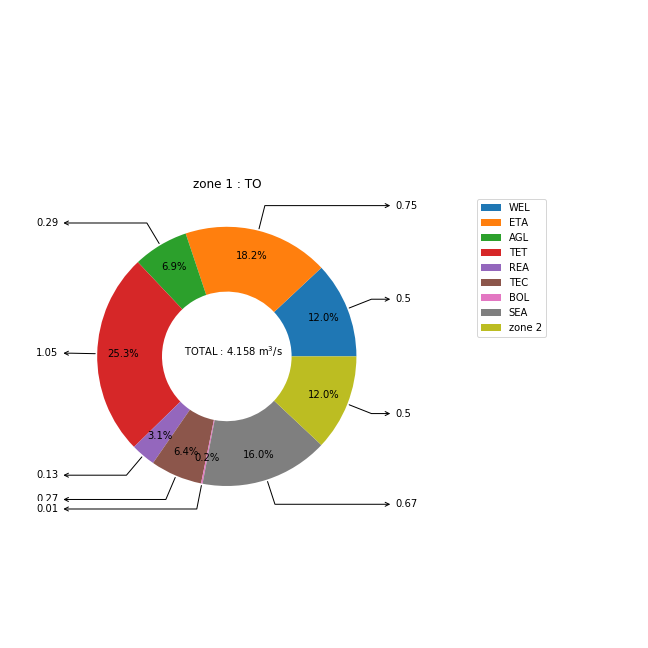 zone 1 : TO
0.75
0.29
18.2%
6.9%
0.5
12.0%
TOTAL : 4.158 m³/s
1.05
25.3%
12.0%
0.5
3.1%
6.4%
0.2%
16.0%
0.13
0.27
0.01
0.67
WEL
ETA
AGL
TET
REA
TEC
BOL
SEA
zone 2